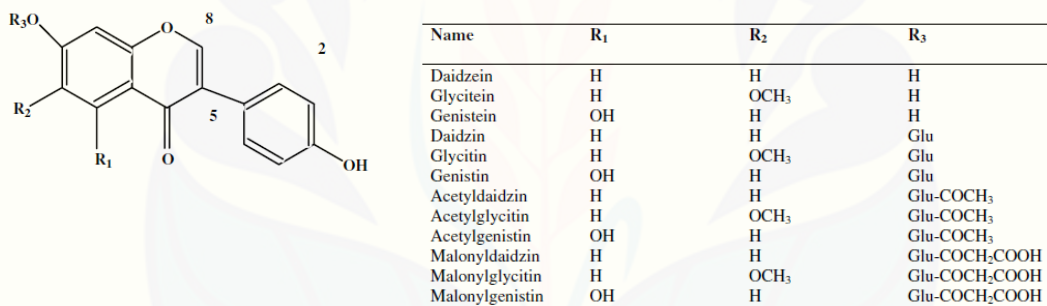 R₃O
O
8
2
R₂
5
R₁
O
OH
Name R₁ R₂ R₃
Daidzein H H H
Glycitein H OCH₃ H
Genistein OH H H
Daidzin H H Glu
Glycitin H OCH₃ Glu
Genistin OH H Glu
Acetyldaidzin H H Glu-COCH₃
Acetylglycitin H OCH₃ Glu-COCH₃
Acetylgenistin OH H Glu-COCH₃
Malonyldaidzin H H Glu-COCH₂COOH
Malonylglycitin H OCH₃ Glu-COCH₂COOH
Malonylgenistin OH H Glu-COCH₂COOH